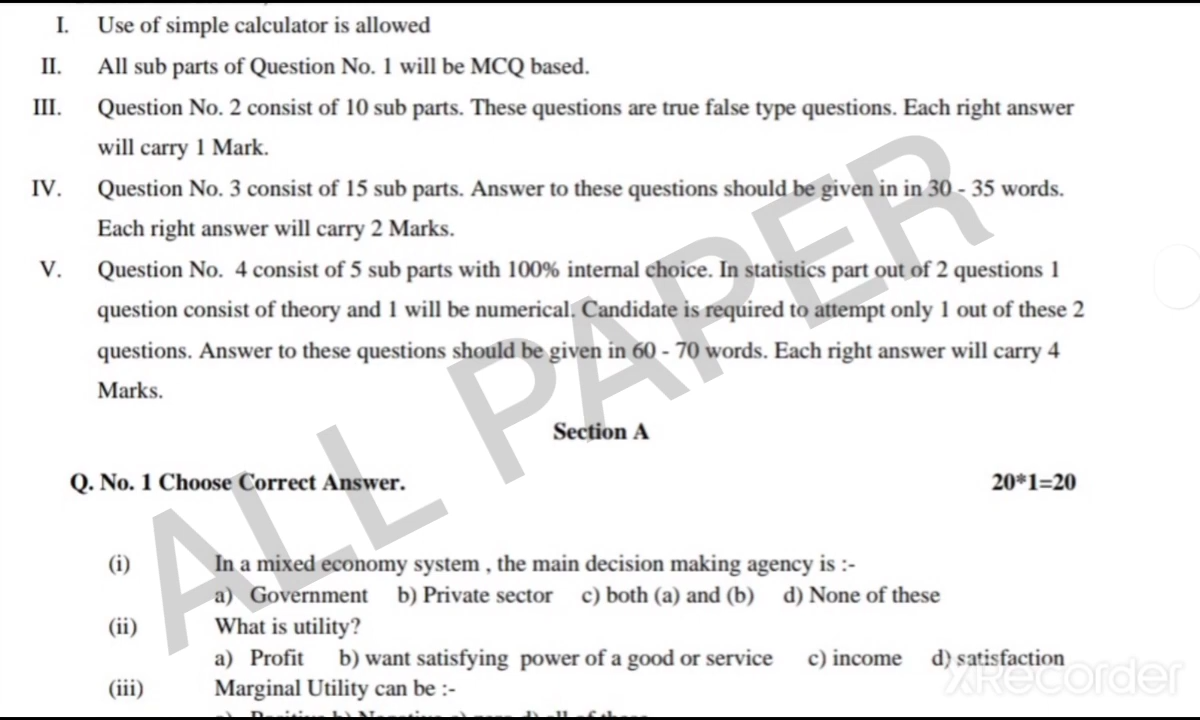 I. Use of simple calculator is allowed
II. All sub parts of Question No. 1 will be MCQ based.
III. Question No. 2 consist of 10 sub parts. These questions are true false type questions. Each right answer
will carry 1 Mark.
IV. Question No. 3 consist of 15 sub parts. Answer to these questions should be given in in 30 - 35 words.
Each right answer will carry 2 Marks.
V. Question No. 4 consist of 5 sub parts with 100% internal choice. In statistics part out of 2 questions 1
question consist of theory and 1 will be numerical. Candidate is required to attempt only 1 out of these 2
questions. Answer to these questions should be given in 60 - 70 words. Each right answer will carry 4
Marks.
ALL PAPER
Section A
Q. No. 1 Choose Correct Answer. 20*1=20
(i) In a mixed economy system , the main decision making agency is :-
a) Government b) Private sector c) both (a) and (b) d) None of these
(ii) What is utility?
a) Profit b) want satisfying power of a good or service c) income d) satisfaction
(iii) Marginal Utility can be :-
XRecorder